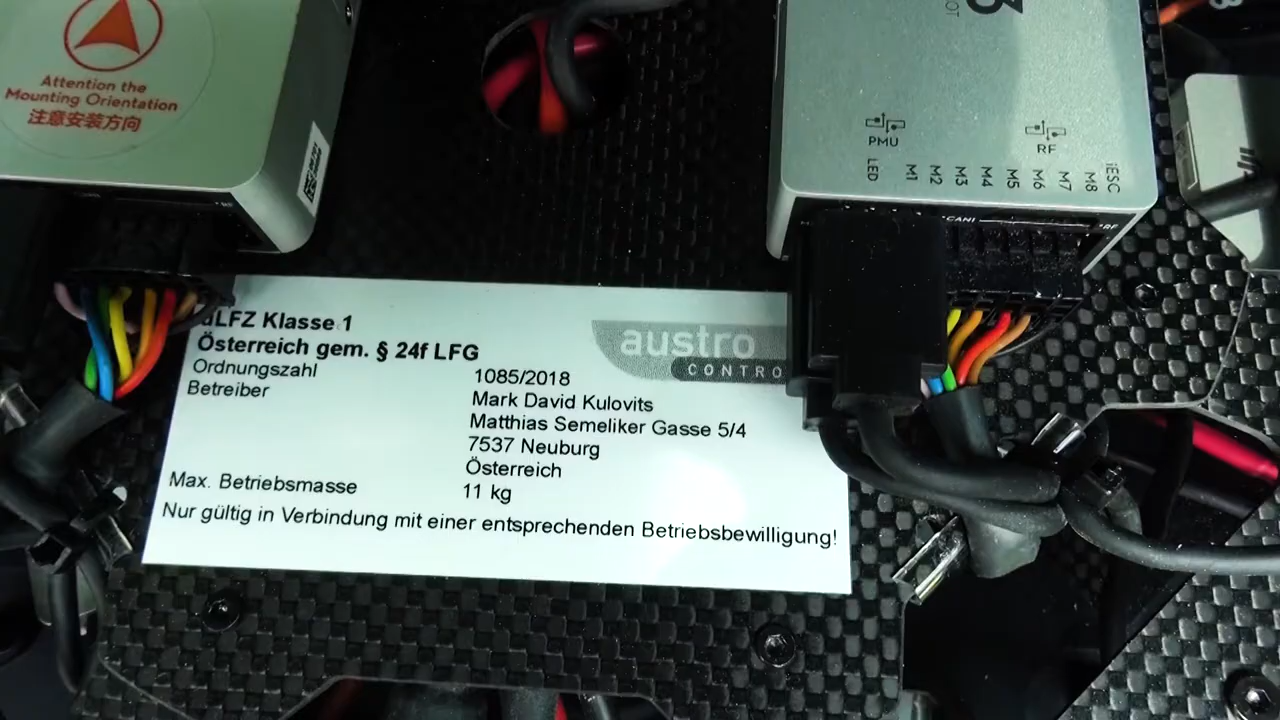 Attention the
Mounting Orientation
注意安装方向
PMU
RF
LED
M1
M2
M3
M4
M5
M6
M7
M8
iESC
CAN1
RF
uLFZ Klasse 1
Österreich gem. § 24f LFG
Ordnungszahl 1085/2018
Betreiber Mark David Kulovits
Matthias Semeliker Gasse 5/4
7537 Neuburg
Österreich
Max. Betriebsmasse 11 kg
Nur gültig in Verbindung mit einer entsprechenden Betriebsbewilligung!
austro
CONTRO